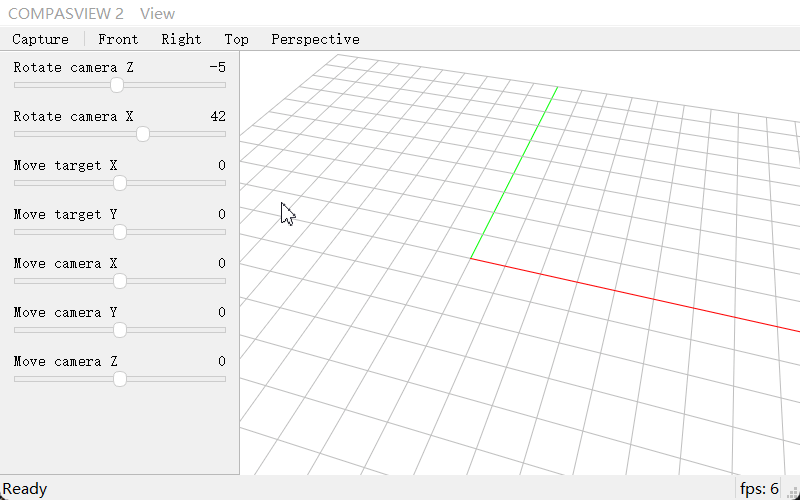 COMPASVIEW 2 View
Capture Front Right Top Perspective
Rotate camera Z -5
Rotate camera X 42
Move target X 0
Move target Y 0
Move camera X 0
Move camera Y 0
Move camera Z 0
Ready fps: 6